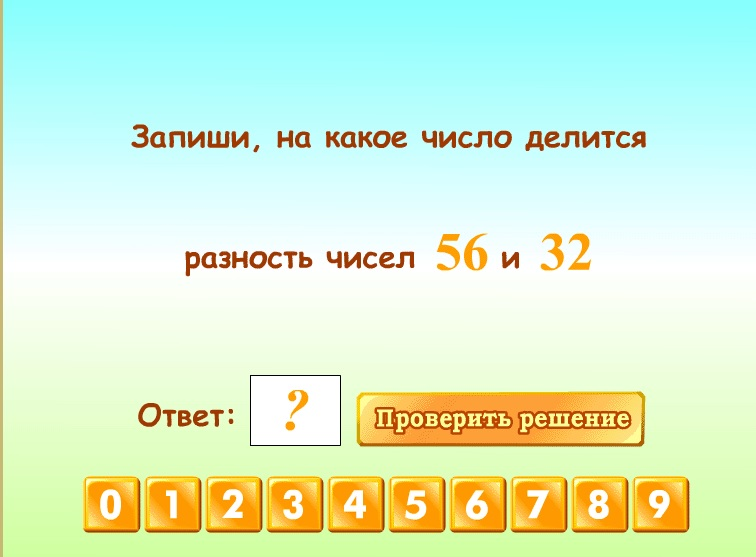 Запиши, на какое число делится
разность чисел 56 и 32
Ответ: ? Проверить решение
0 1 2 3 4 5 6 7 8 9